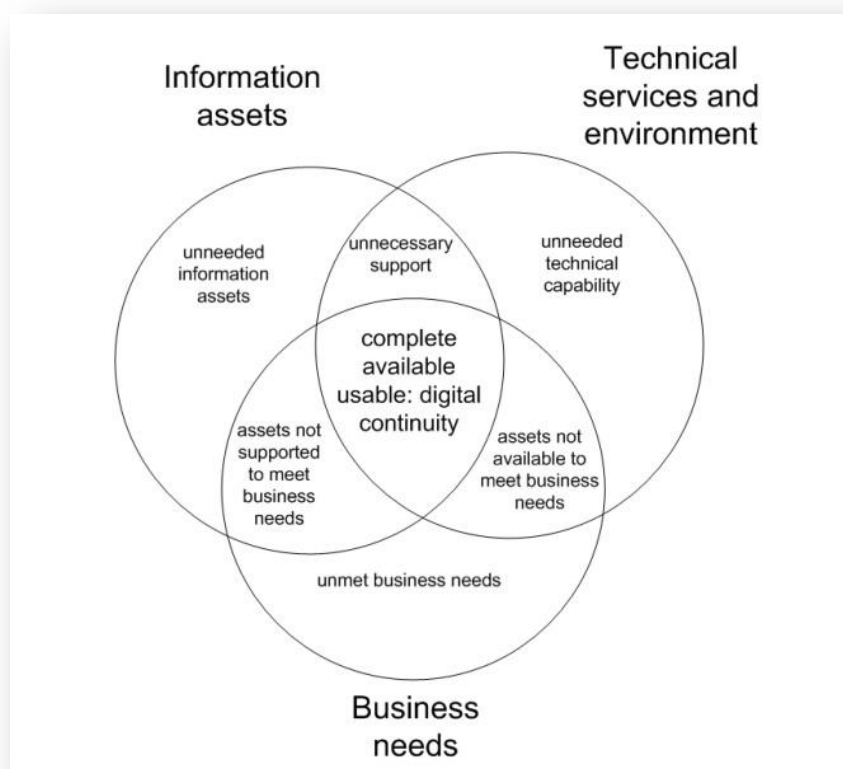 Information
assets
Technical
services and
environment
unneeded
information
assets
unnecessary
support
unneeded
technical
capability
complete
available
usable: digital
continuity
assets not
supported
to meet
business
needs
assets not
available to
meet business
needs
unmet business needs
Business
needs